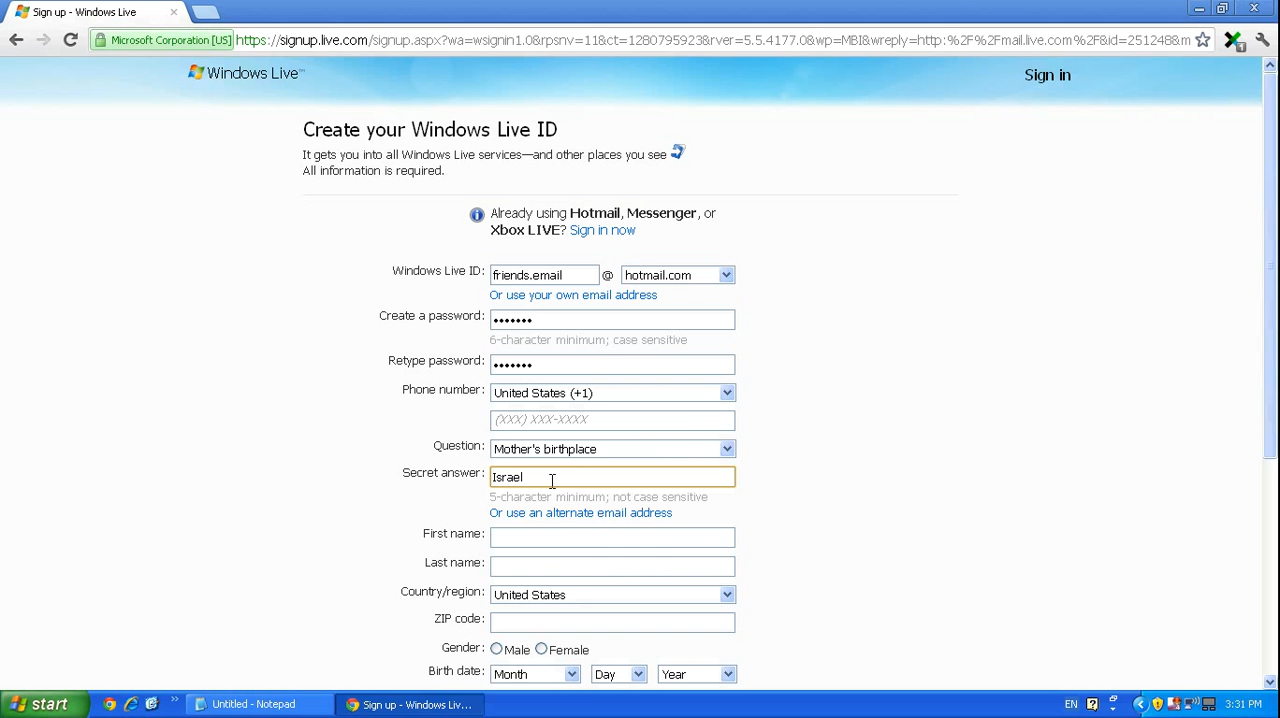 Sign up - Windows Live
Microsoft Corporation [US]
https://signup.live.com/signup.aspx?wa=wsignin1.0&rpsnv=11&ct=1280795923&rver=5.5.4177.0&wp=MBI&wreply=http:%2F%2Fmail.live.com%2F&id=251248&m
Windows Live™
Sign in
Create your Windows Live ID
It gets you into all Windows Live services—and other places you see
All information is required.
Already using Hotmail, Messenger, or
Xbox LIVE? Sign in now
Windows Live ID: friends.email @ hotmail.com
Or use your own email address
Create a password: •••••••
6-character minimum; case sensitive
Retype password: •••••••
Phone number: United States (+1)
(XXX) XXX-XXXX
Question: Mother's birthplace
Secret answer: Israel
5-character minimum; not case sensitive
Or use an alternate email address
First name:
Last name:
Country/region: United States
ZIP code:
Gender: Male Female
Birth date: Month Day Year
start Untitled - Notepad Sign up - Windows Liv... EN 3:31 PM